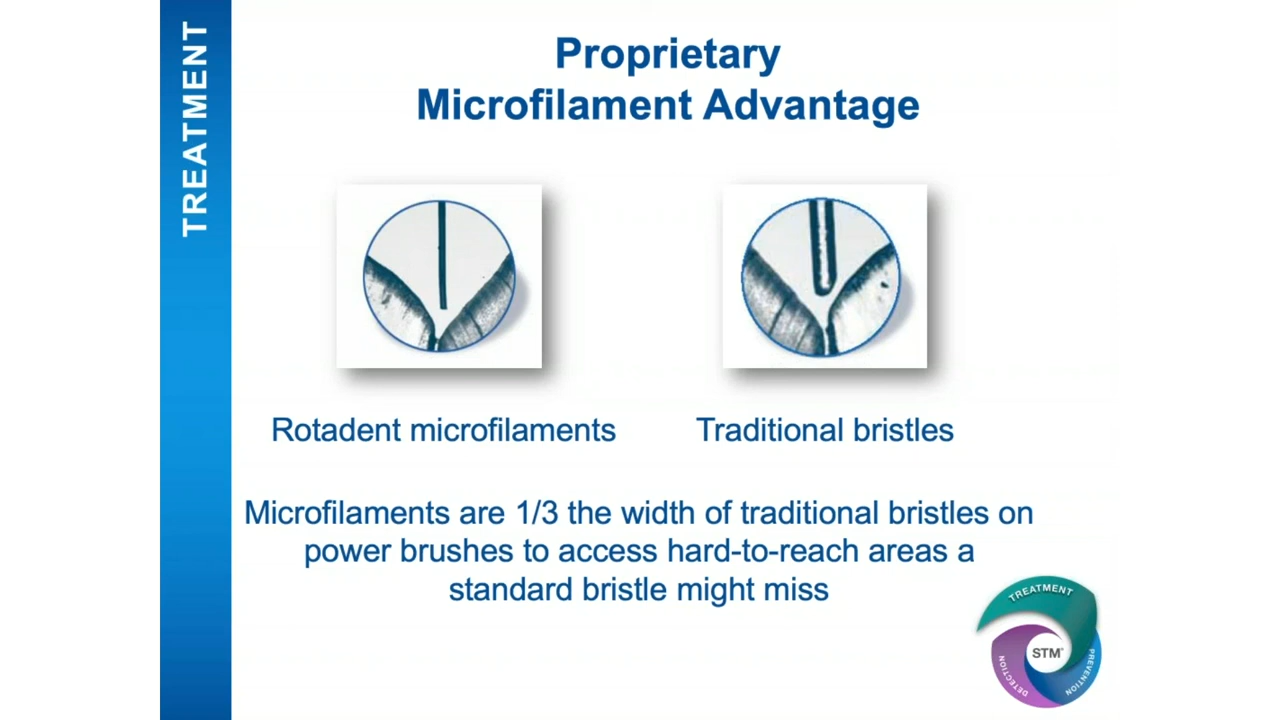 TREATMENT
Proprietary
Microfilament Advantage
Rotadent microfilaments
Traditional bristles
Microfilaments are 1/3 the width of traditional bristles on
power brushes to access hard-to-reach areas a
standard bristle might miss
TREATMENT
STM®
DETECTION
PREVENTION